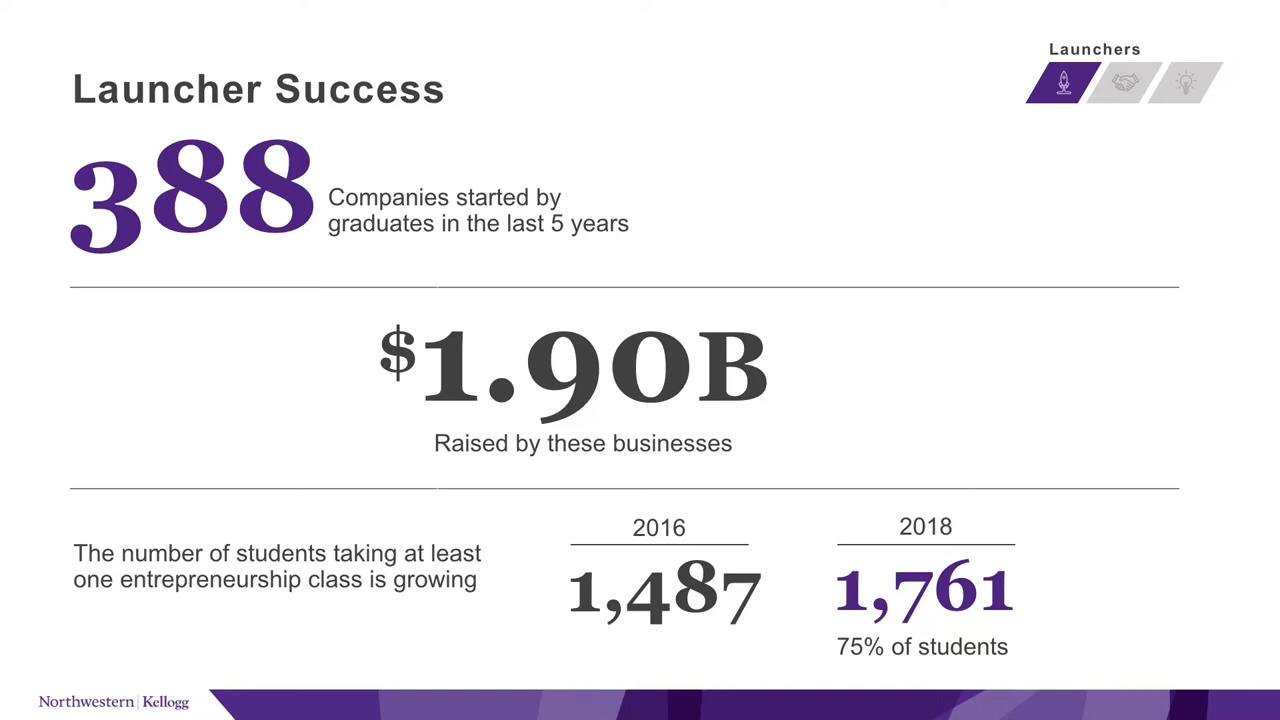 Launchers
Launcher Success
388
Companies started by
graduates in the last 5 years
$1.90B
Raised by these businesses
The number of students taking at least
one entrepreneurship class is growing
2016
1,487
2018
1,761
75% of students
Northwestern | Kellogg